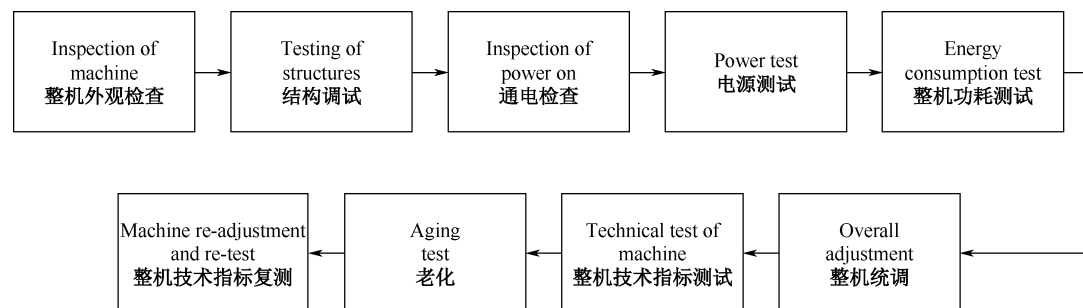 Inspection of
machine
整机外观检查
Testing of
structures
结构调试
Inspection of
power on
通电检查
Power test
电源测试
Energy
consumption test
整机功耗测试
Machine re-adjustment
and re-test
整机技术指标复测
Aging
test
老化
Technical test of
machine
整机技术指标测试
Overall
adjustment
整机统调